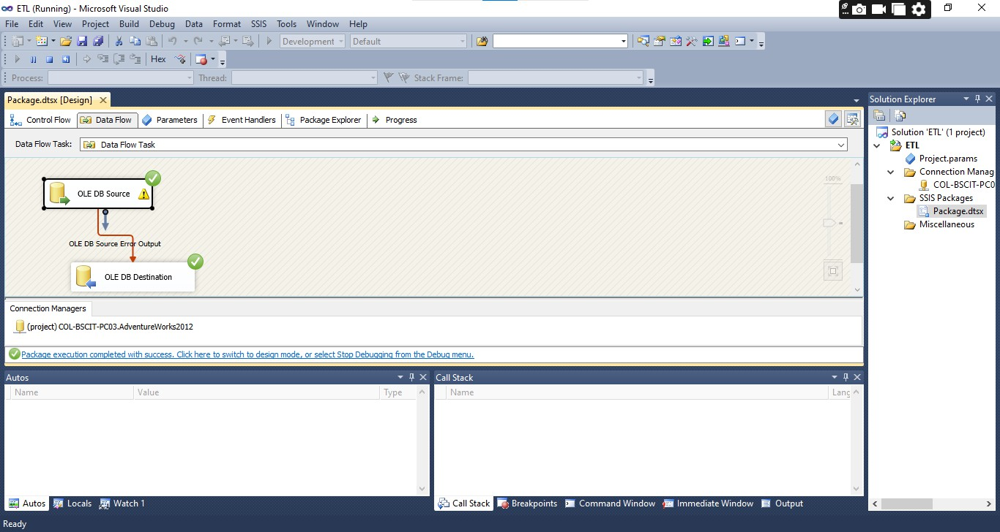 ETL (Running) - Microsoft Visual Studio
File Edit View Project Build Debug Data Format SSIS Tools Window Help
Development Default
Hex
Process: Thread: Stack Frame:
Package.dtsx [Design]
Control Flow Data Flow Parameters Event Handlers Package Explorer Progress
Data Flow Task: Data Flow Task
OLE DB Source
OLE DB Source Error Output
OLE DB Destination
100%
Connection Managers
(project) COL-BSCIT-PC03.AdventureWorks2012
Package execution completed with success. Click here to switch to design mode, or select Stop Debugging from the Debug menu.
Autos
Name Value Type
Autos Locals Watch 1
Call Stack
Name Lang
Call Stack Breakpoints Command Window Immediate Window Output
Solution Explorer
Solution 'ETL' (1 project)
ETL
Project.params
Connection Manag
COL-BSCIT-PC0
SSIS Packages
Package.dtsx
Miscellaneous
Ready